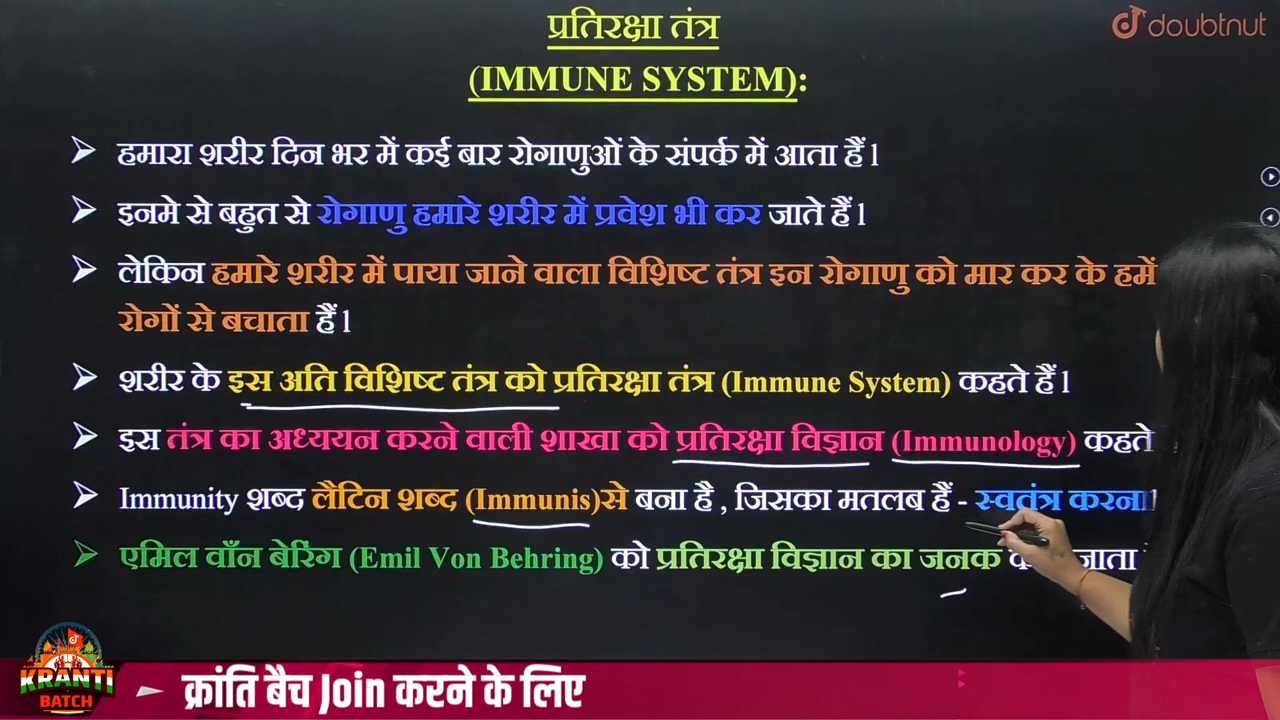 प्रतिरक्षा तंत्र
doubtnut
(IMMUNE SYSTEM):
हमारा शरीर दिन भर में कई बार रोगाणुओं के संपर्क में आता हैं l
इनमे से बहुत से रोगाणु हमारे शरीर में प्रवेश भी कर जाते हैं l
लेकिन हमारे शरीर में पाया जाने वाला विशिष्ट तंत्र इन रोगाणु को मार कर के हमें
रोगों से बचाता हैं l
शरीर के इस अति विशिष्ट तंत्र को प्रतिरक्षा तंत्र (Immune System) कहते हैं l
इस तंत्र का अध्ययन करने वाली शाखा को प्रतिरक्षा विज्ञान (Immunology) कहते
Immunity शब्द लैटिन शब्द (Immunis)से बना है , जिसका मतलब हैं - स्वतंत्र करना l
एमिल वाँन बेरिंग (Emil Von Behring) को प्रतिरक्षा विज्ञान का जनक जाता
KRANTI
BATCH
क्रांति बैच Join करने के लिए